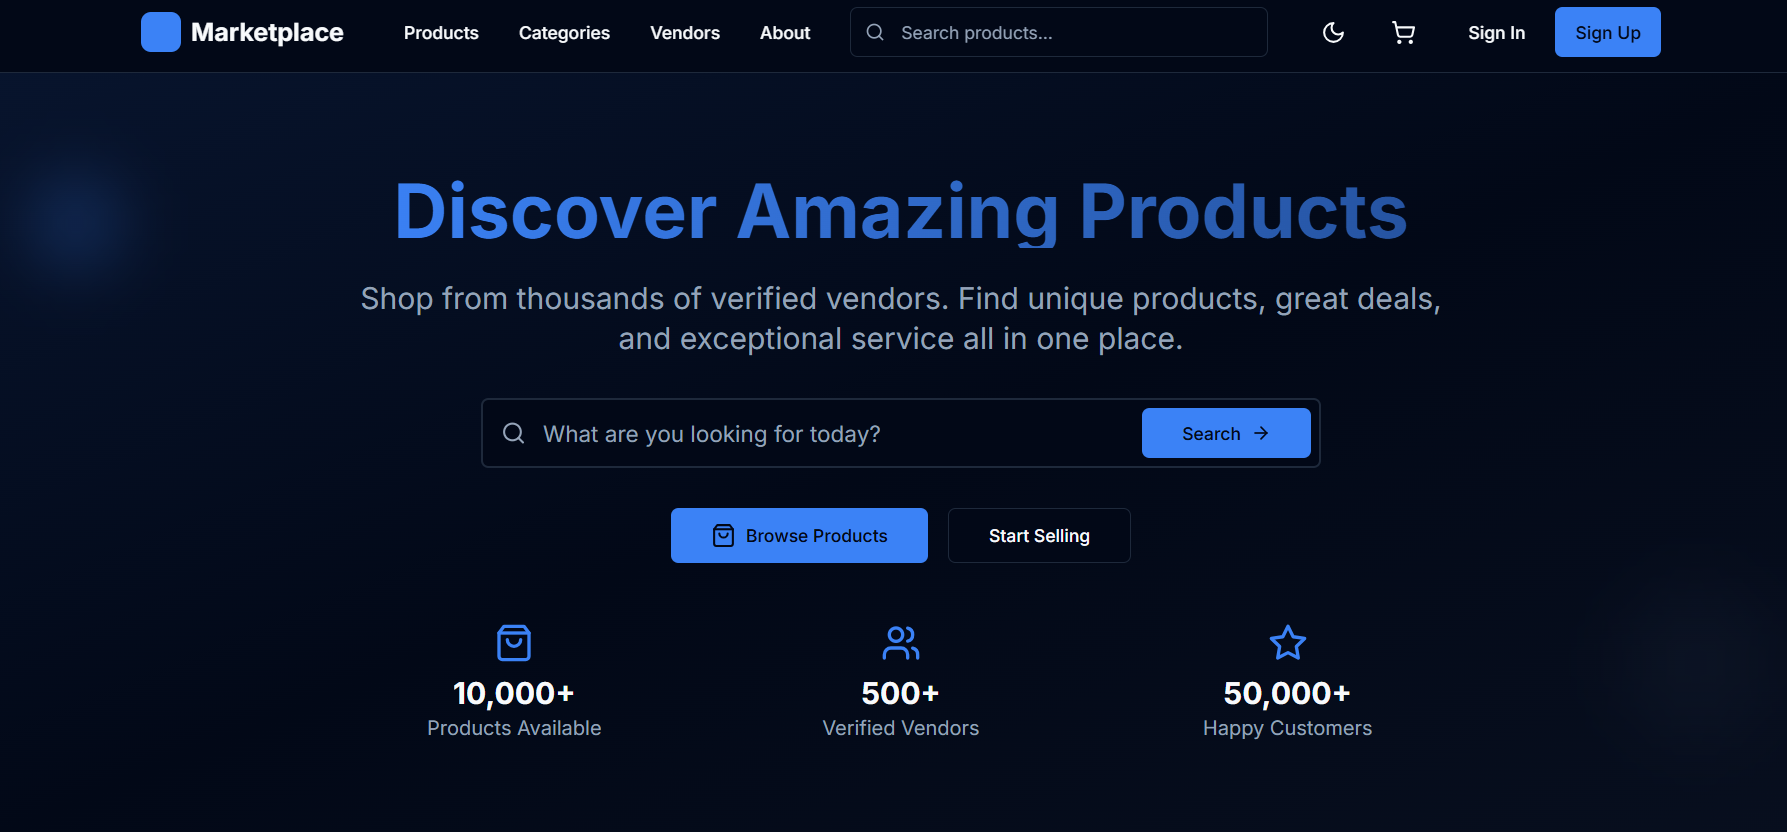 Marketplace
Products
Categories
Vendors
About
Search products...
Sign In
Sign Up
Discover Amazing Products
Shop from thousands of verified vendors. Find unique products, great deals,
and exceptional service all in one place.
What are you looking for today?
Search
Browse Products
Start Selling
10,000+
Products Available
500+
Verified Vendors
50,000+
Happy Customers